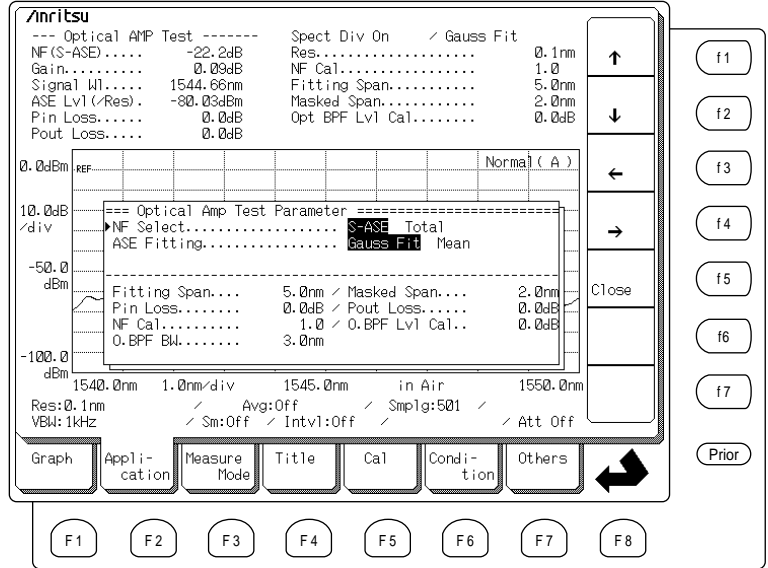 Anritsu
--- Optical AMP Test ------- Spect Div On / Gauss Fit
NF(S-ASE)..... -22.2dB Res.................... 0.1nm
Gain.......... 0.09dB NF Cal................. 1.0
Signal Wl..... 1544.66nm Fitting Span........... 5.0nm
ASE Lvl(/Res). -80.03dBm Masked Span............ 2.0nm
Pin Loss...... 0.0dB Opt BPF Lvl Cal........ 0.0dB
Pout Loss..... 0.0dB
0.0dBm REF Normal( A )
10.0dB
/div
=== Optical Amp Test Parameter =====================
NF Select.................. S-ASE Total
ASE Fitting................ Gauss Fit Mean
-50.0
dBm
Fitting Span.... 5.0nm / Masked Span.... 2.0nm
Pin Loss........ 0.0dB / Pout Loss...... 0.0dB
NF Cal.......... 1.0 / O.BPF Lvl Cal.. 0.0dB
O.BPF BW........ 3.0nm
-100.0
dBm
1540.0nm 1.0nm/div 1545.0nm in Air 1550.0nm
Res:0.1nm / Avg:Off / Smplg:501 /
VBW:1kHz / Sm:Off / Intvl:Off / / Att Off
↑
↓
←
→
Close
f1
f2
f3
f4
f5
f6
f7
Prior
Graph
Appli-
cation
Measure
Mode
Title
Cal
Condi-
tion
Others
F1 F2 F3 F4 F5 F6 F7 F8